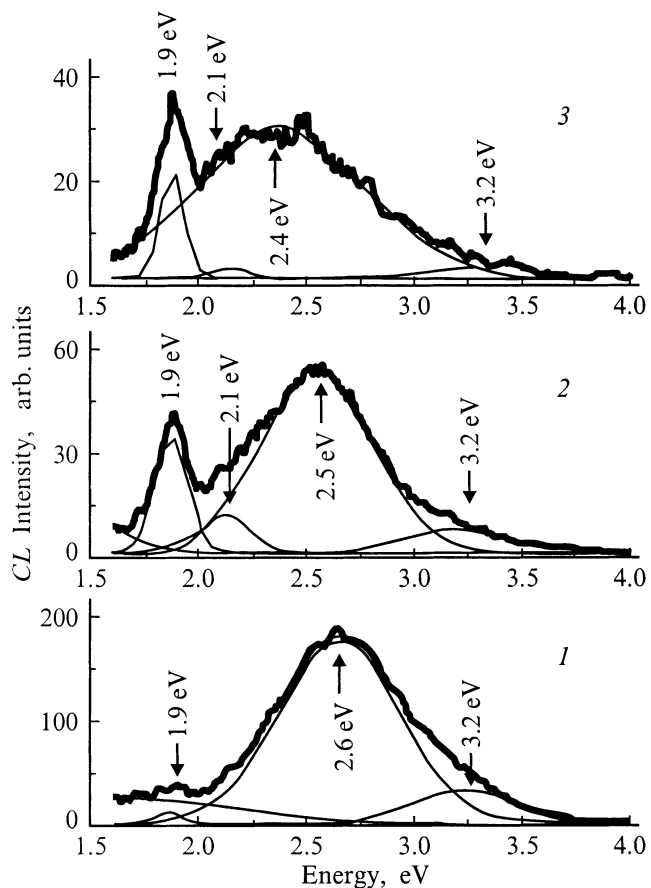 1.9 eV
2.1 eV
2.4 eV
3.2 eV
3
40
20
0
1.5 2.0 2.5 3.0 3.5 4.0
1.9 eV
2.1 eV
2.5 eV
3.2 eV
2
60
30
0
1.5 2.0 2.5 3.0 3.5 4.0
CL Intensity, arb. units
1.9 eV
2.6 eV
3.2 eV
1
200
100
0
1.5 2.0 2.5 3.0 3.5 4.0
Energy, eV